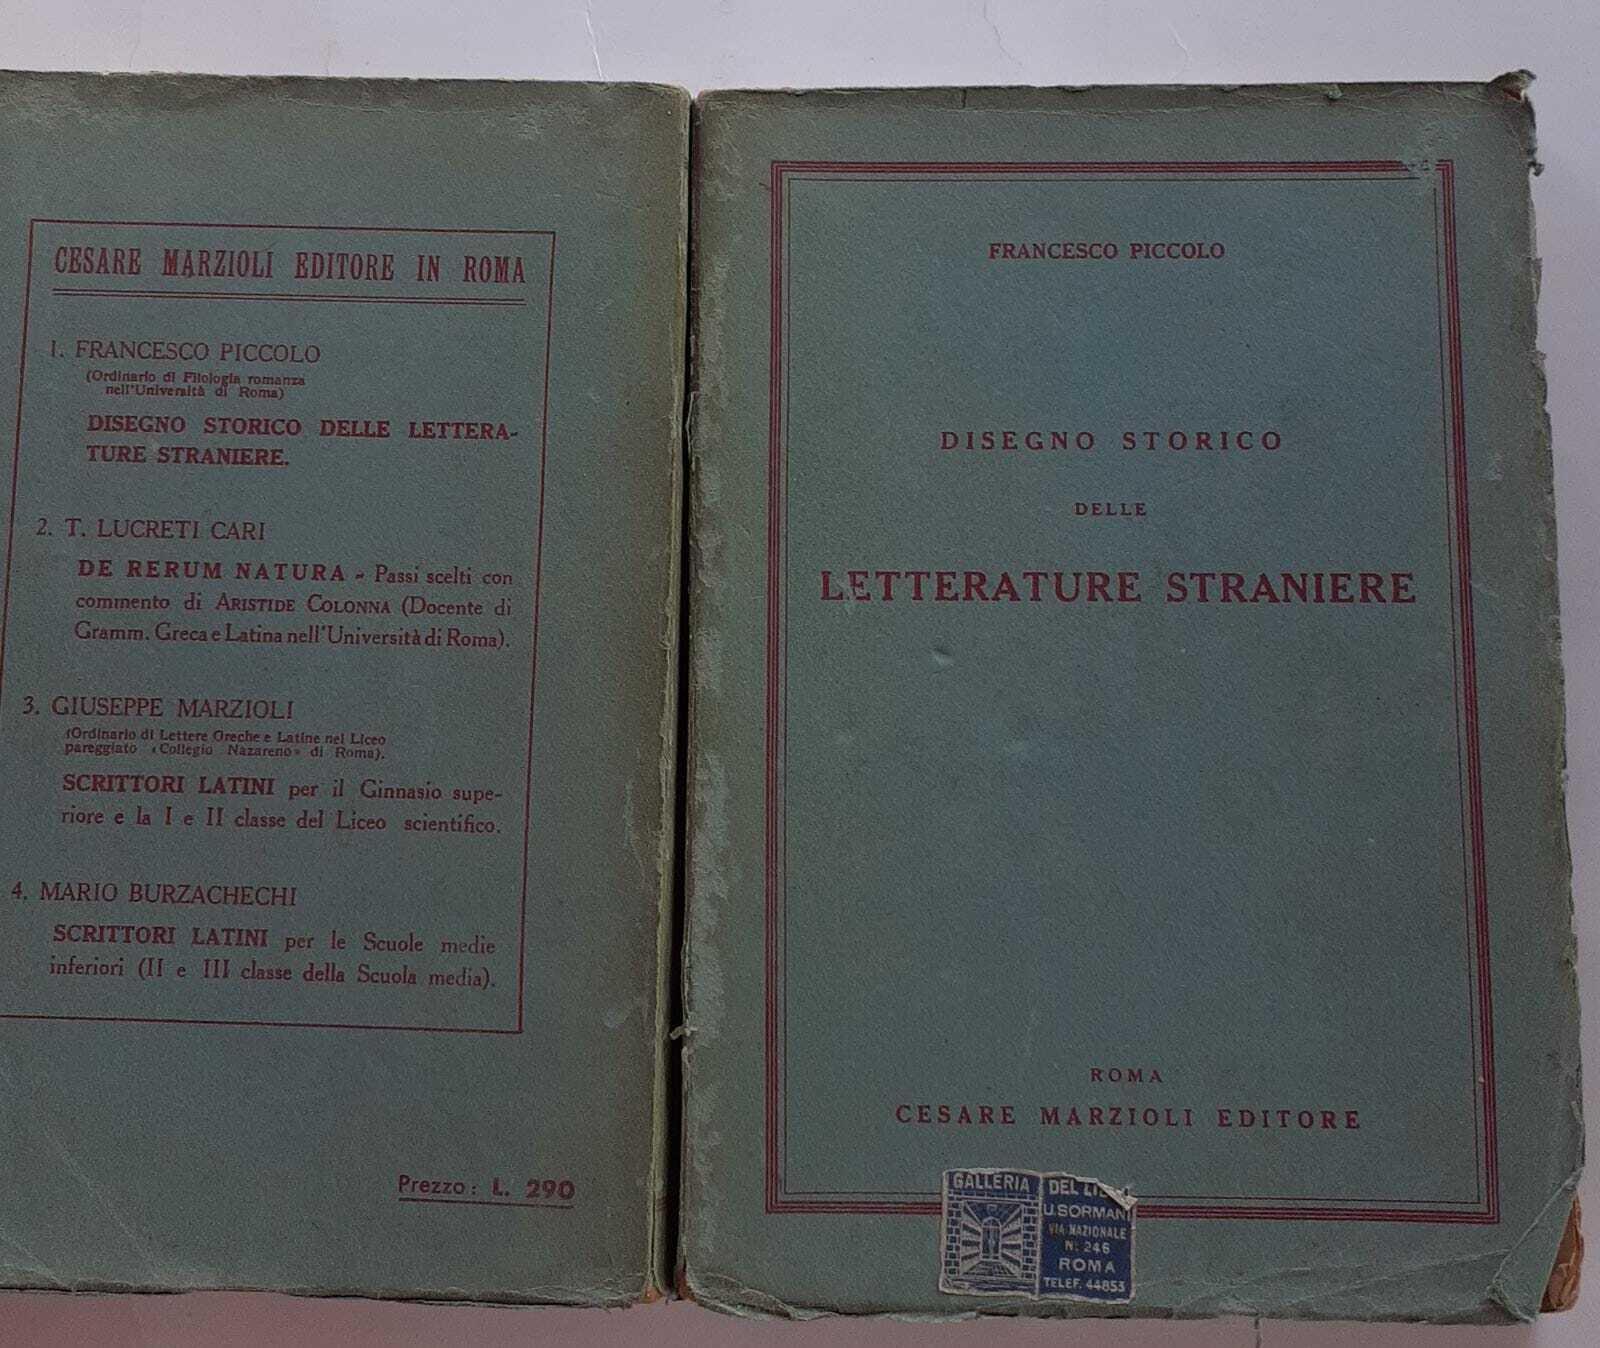 CESARE MARZIOLI EDITORE IN ROMA
1. FRANCESCO PICCOLO
(Ordinario di Filologia romanza
nell'Università di Roma)
DISEGNO STORICO DELLE LETTERA-
TURE STRANIERE.
2. T. LUCRETI CARI
DE RERUM NATURA - Passi scelti con
commento di ARISTIDE COLONNA (Docente di
Gramm. Greca e Latina nell'Università di Roma).
3. GIUSEPPE MARZIOLI
(Ordinario di Lettere Greche e Latine nel Liceo
pareggiato «Collegio Nazareno» di Roma).
SCRITTORI LATINI per il Ginnasio supe-
riore e la I e II classe del Liceo scientifico.
4. MARIO BURZACHECHI
SCRITTORI LATINI per le Scuole medie
inferiori (II e III classe della Scuola media).
Prezzo: L. 290
FRANCESCO PICCOLO
DISEGNO STORICO
DELLE
LETTERATURE STRANIERE
ROMA
CESARE MARZIOLI EDITORE
GALLERIA DEL
U. SORMANI
VIA NAZIONALE
N. 246
ROMA
TELEF. 44853